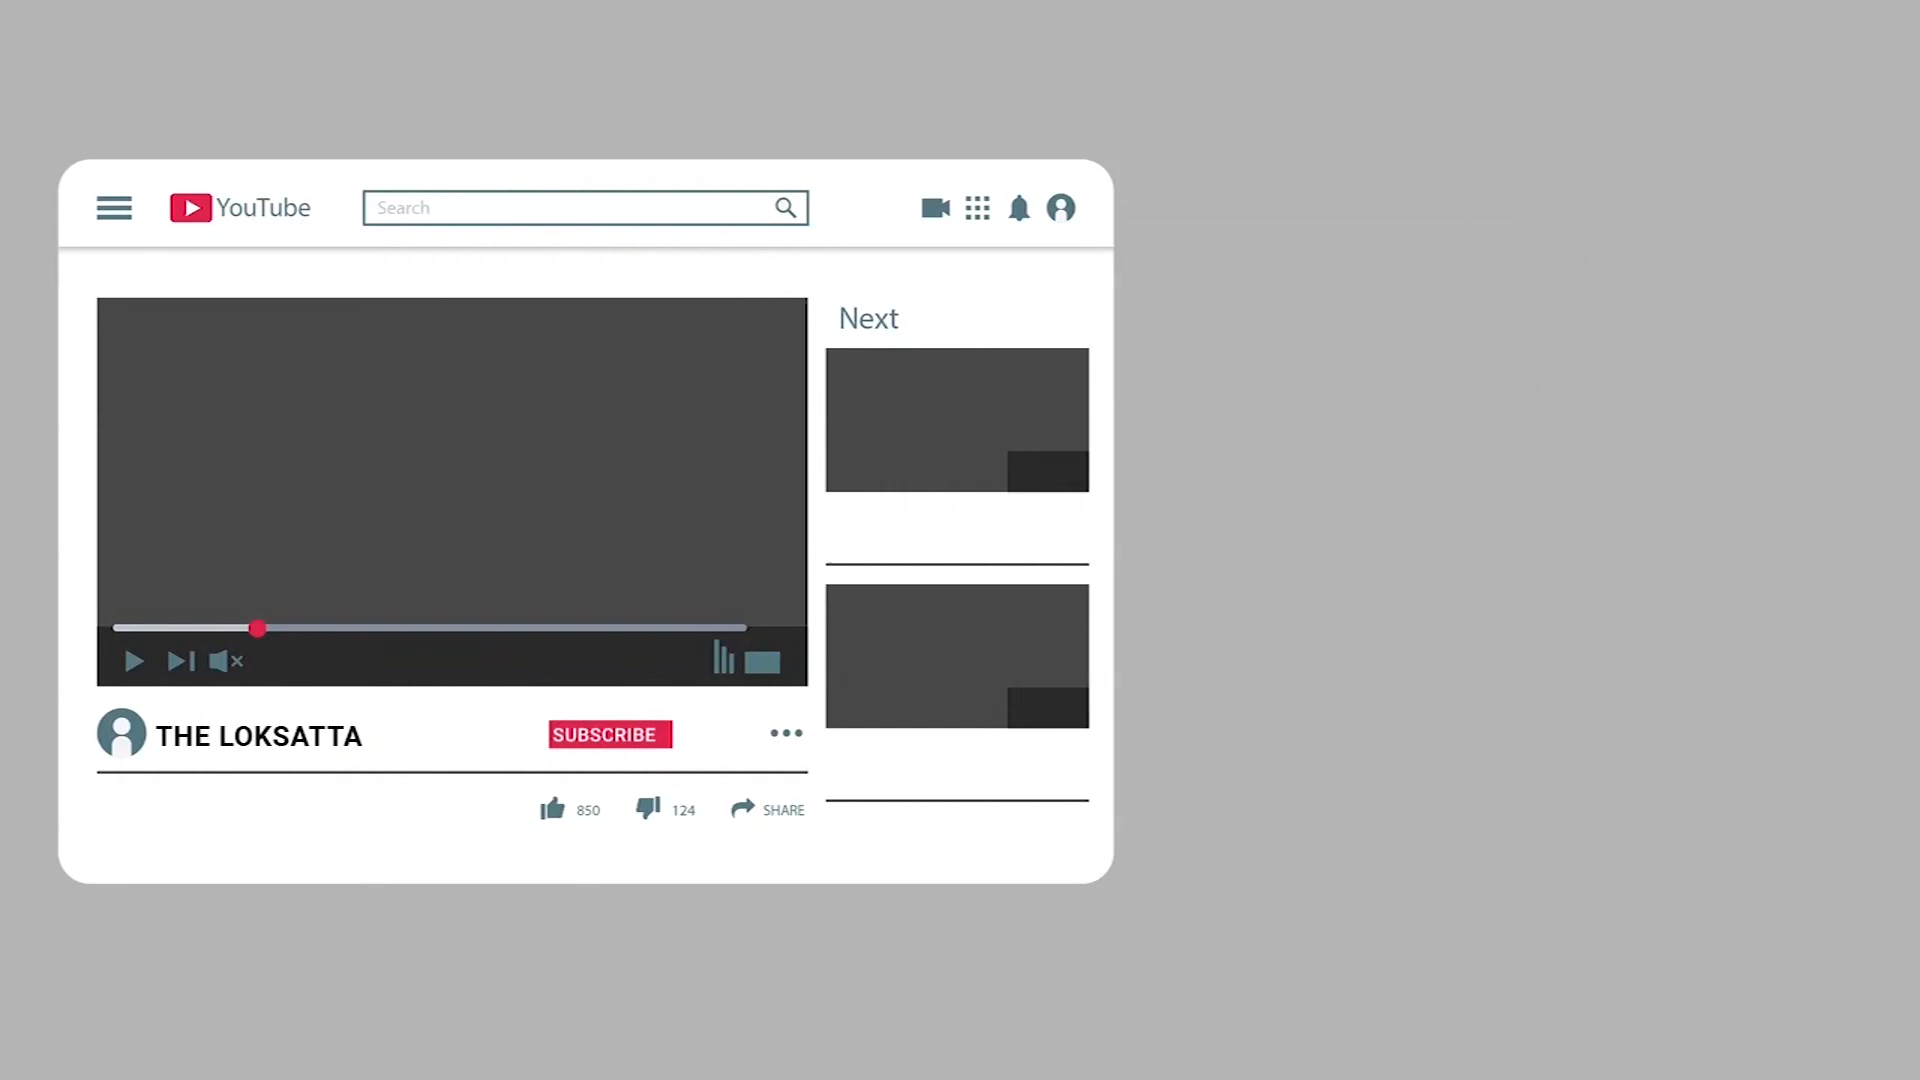 YouTube
Search
Next
THE LOKSATTA
SUBSCRIBE
850
124
SHARE